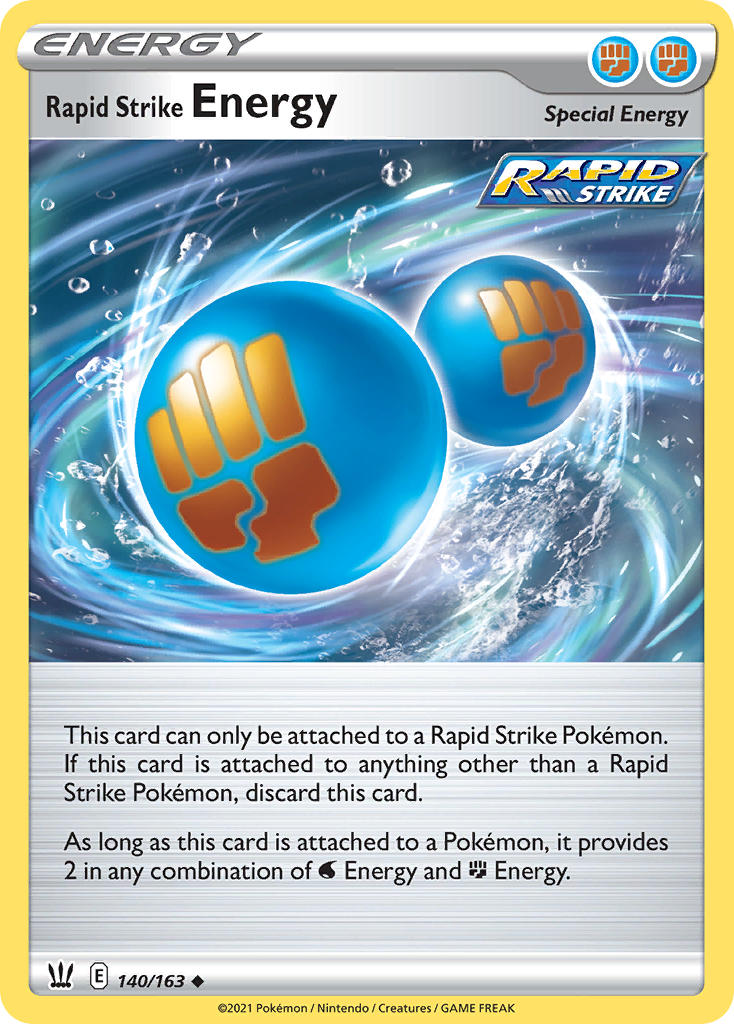 ENERGY
Rapid Strike Energy
Special Energy
RAPID
STRIKE
This card can only be attached to a Rapid Strike Pokémon.
If this card is attached to anything other than a Rapid
Strike Pokémon, discard this card.
As long as this card is attached to a Pokémon, it provides
2 in any combination of Energy and Energy.
E 140/163
©2021 Pokémon / Nintendo / Creatures / GAME FREAK